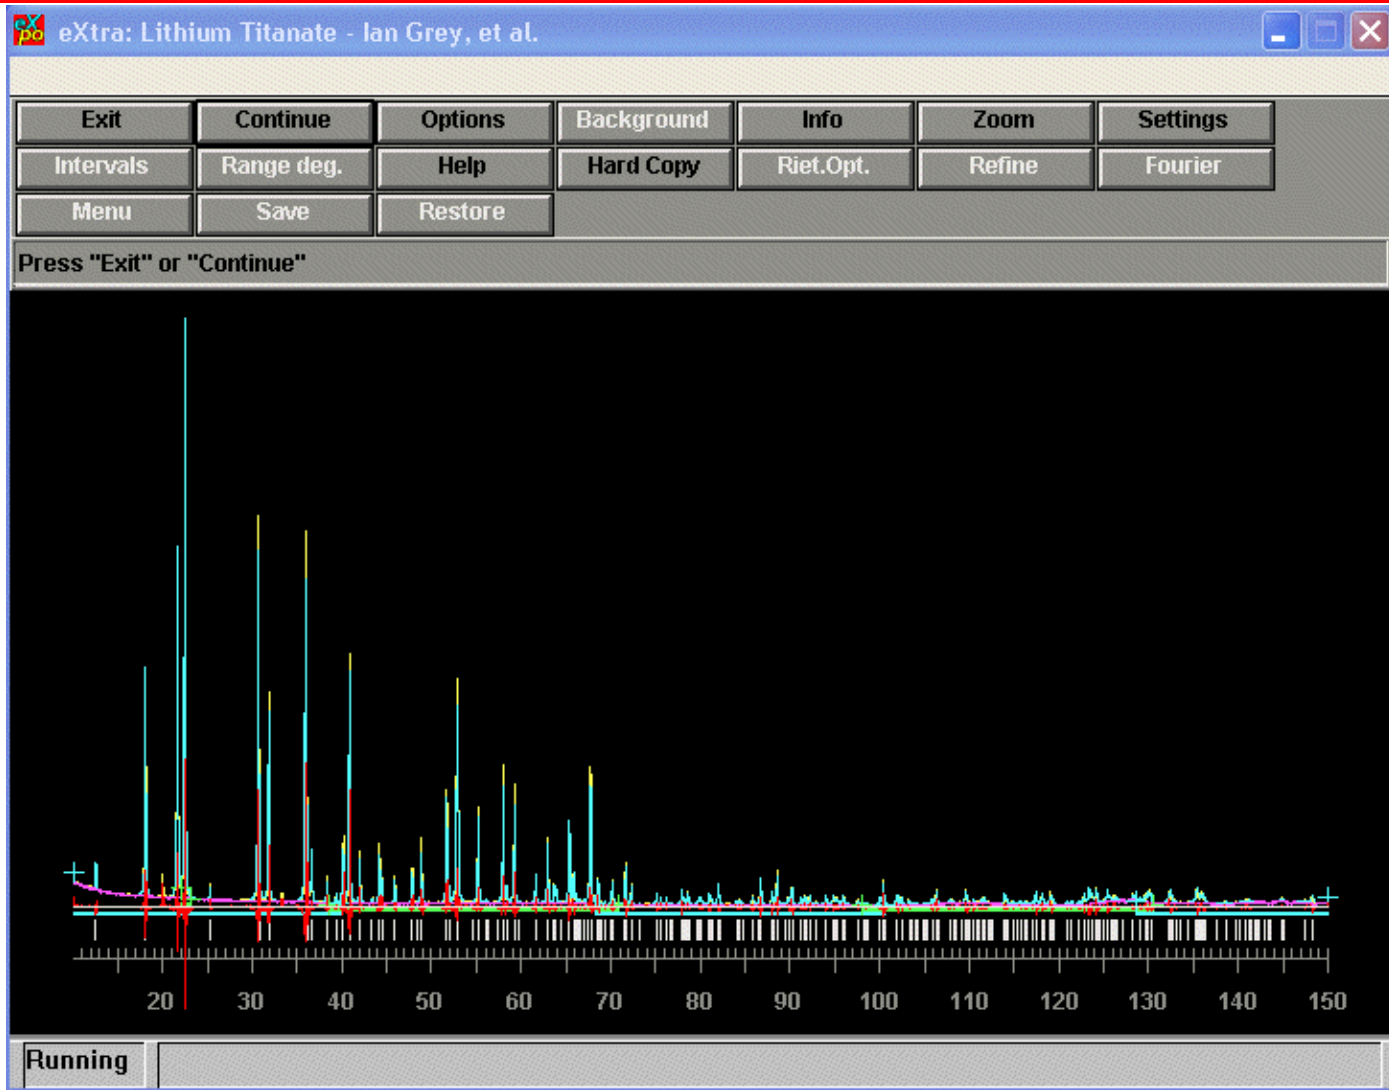 eXpo eXtra: Lithium Titanate - Ian Grey, et al.
Exit Continue Options Background Info Zoom Settings
Intervals Range deg. Help Hard Copy Riet.Opt. Refine Fourier
Menu Save Restore
Press "Exit" or "Continue"
20 30 40 50 60 70 80 90 100 110 120 130 140 150
Running